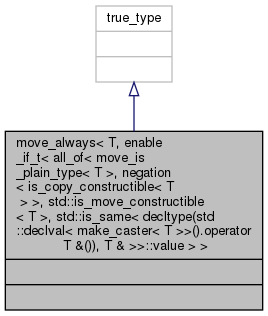 true_type
move_always< T, enable
_if_t< all_of< move_is
_plain_type< T >, negation
< is_copy_constructible< T
> >, std::is_move_constructible
< T >, std::is_same< decltype(std
::declval< make_caster< T >>().operator
T &()), T & >>::value > >